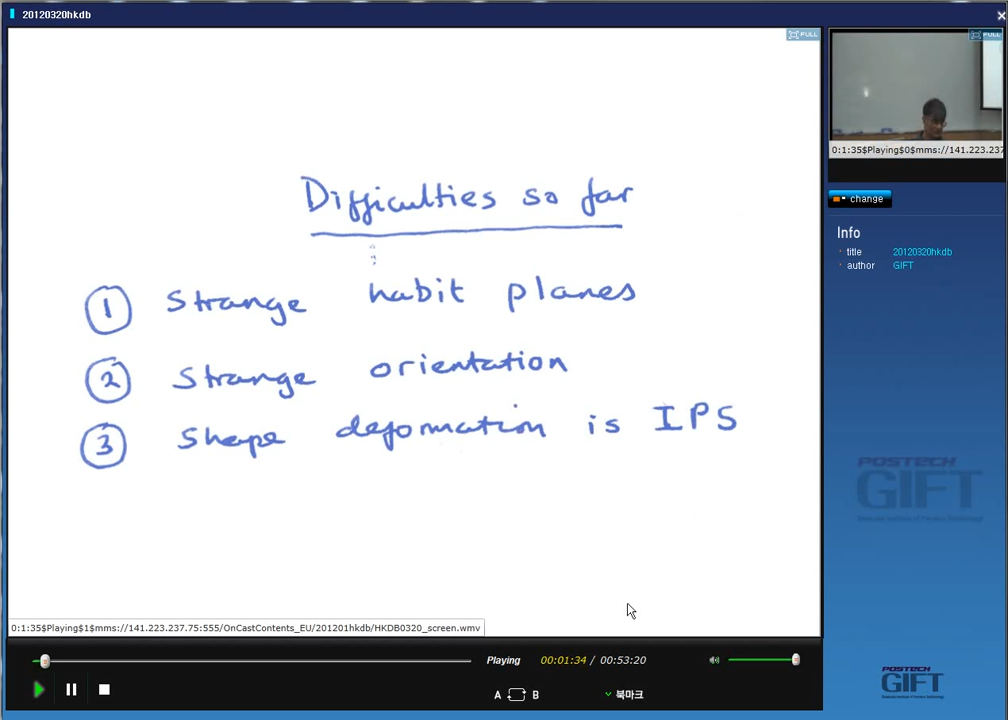 20120320hkdb
FULL
Difficulties so far
1 Strange habit planes
2 Strange orientation
3 Shape deformation is IPS
0:1:35$Playing$1$mms://141.223.237.75:555/OnCastContents_EU/201201hkdb/HKDB0320_screen.wmv
Playing 00:01:34 / 00:53:20
A B 북마크
FULL
0:1:35$Playing$0$mms://141.223.237
change
Info
title 20120320hkdb
author GIFT
POSTECH
GIFT
POSTECH
GIFT